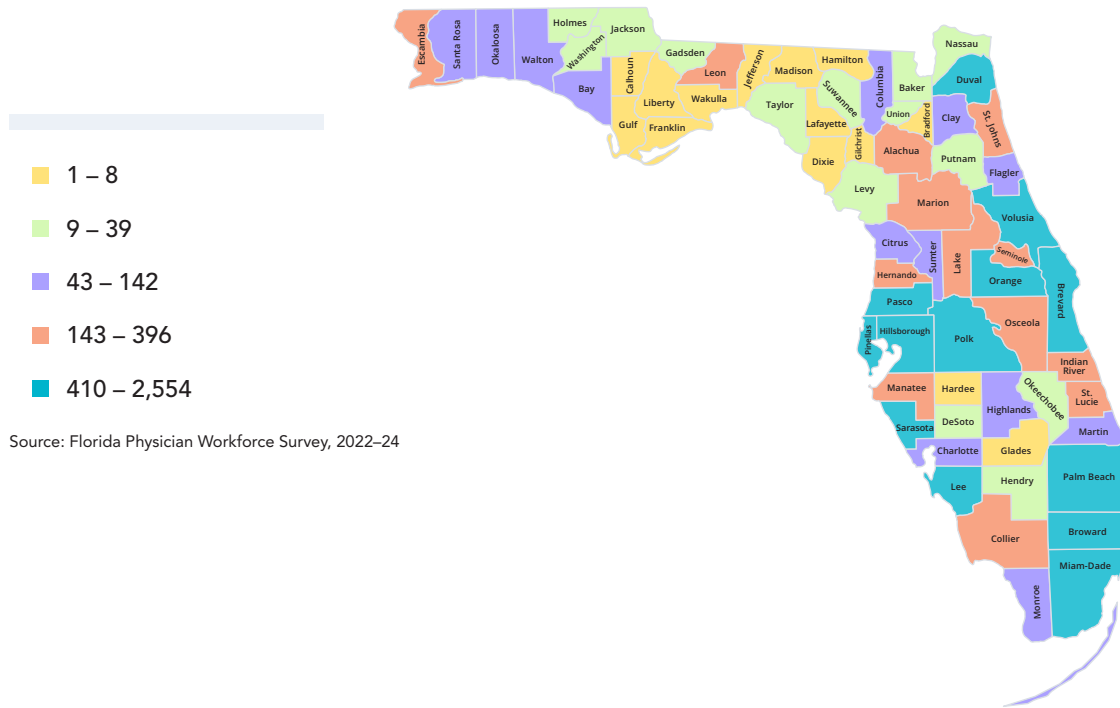 1 – 8
9 – 39
43 – 142
143 – 396
410 – 2,554
Source: Florida Physician Workforce Survey, 2022–24
Escambia
Santa Rosa
Okaloosa
Walton
Holmes
Washington
Bay
Jackson
Calhoun
Gulf
Gadsden
Liberty
Franklin
Leon
Wakulla
Jefferson
Madison
Taylor
Hamilton
Suwannee
Lafayette
Dixie
Columbia
Gilchrist
Baker
Union
Bradford
Nassau
Duval
Clay
St. Johns
Alachua
Putnam
Flagler
Levy
Marion
Volusia
Citrus
Sumter
Lake
Seminole
Hernando
Orange
Brevard
Pasco
Pinellas
Hillsborough
Polk
Osceola
Indian
River
Manatee
Hardee
Highlands
Okeechobee
St.
Lucie
Sarasota
DeSoto
Martin
Charlotte
Glades
Lee
Hendry
Palm Beach
Collier
Broward
Miam-Dade
Monroe